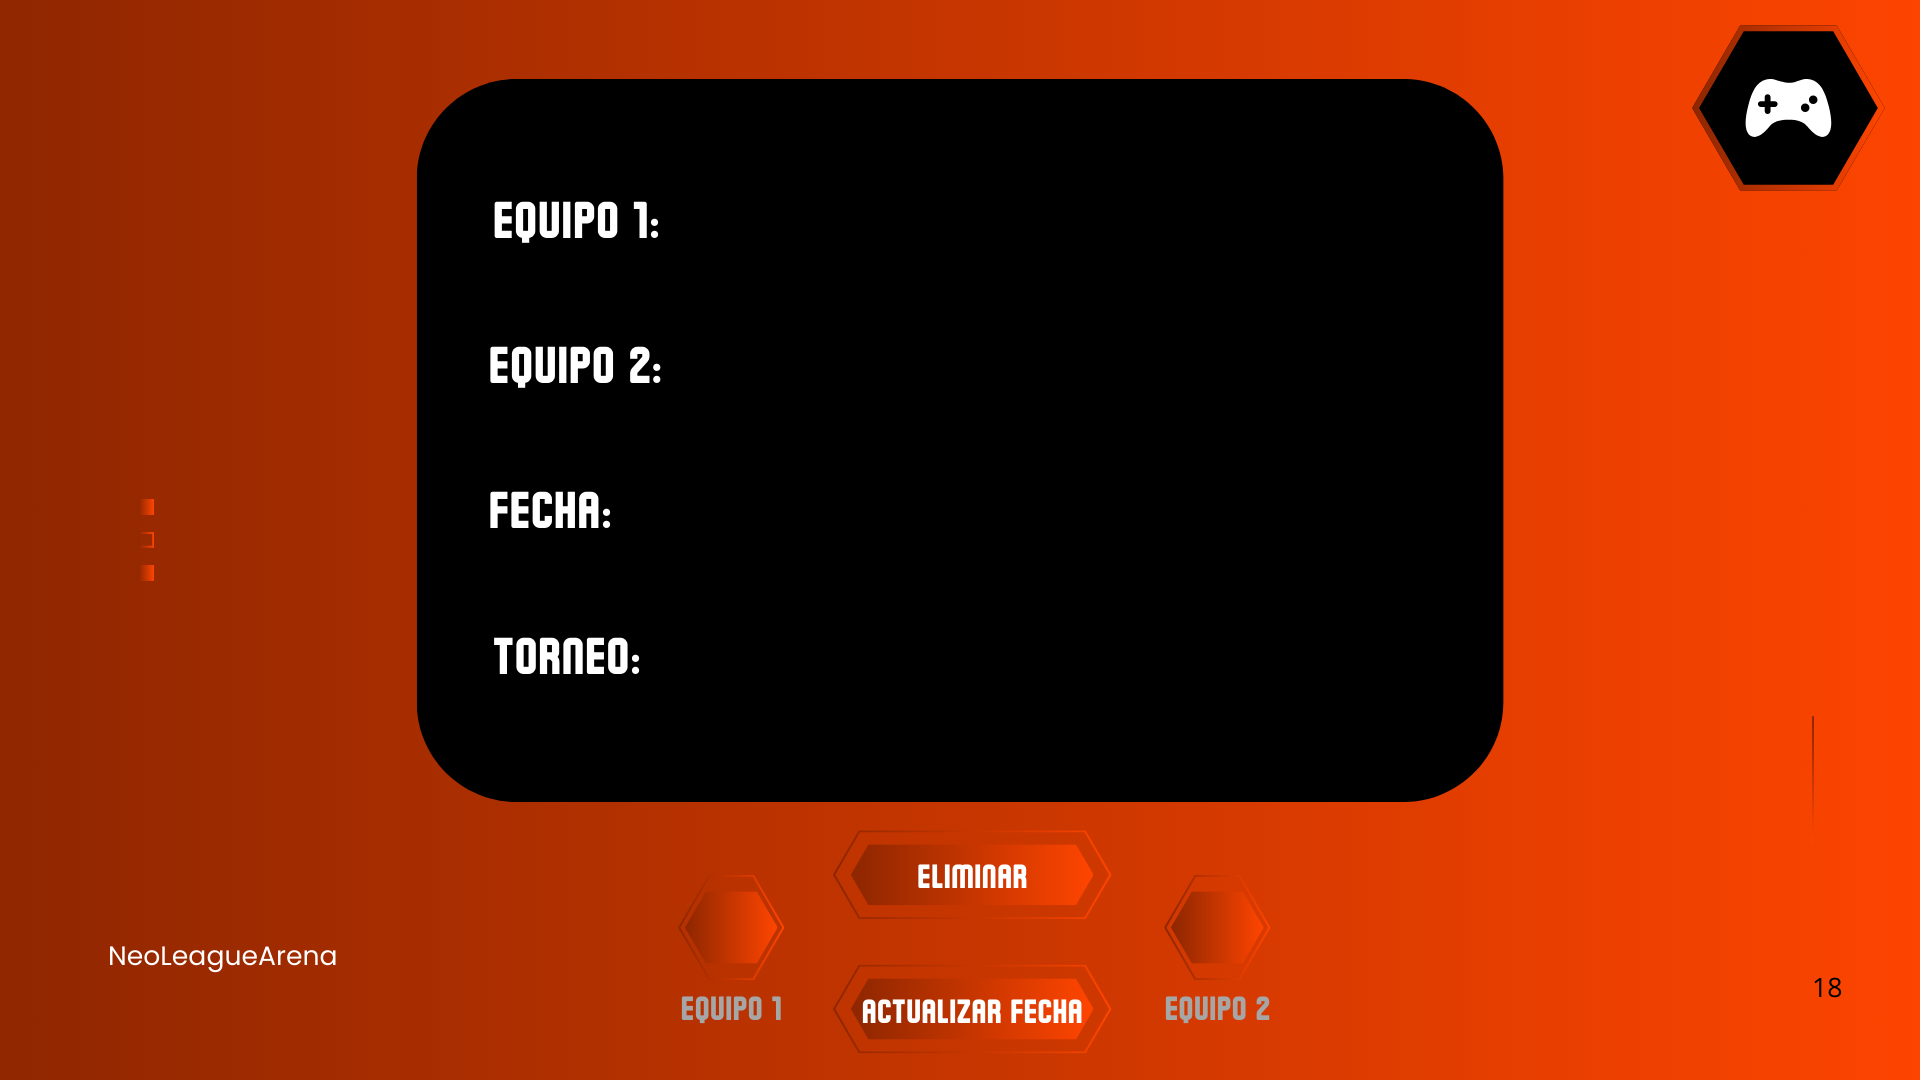 EQUIPO 1:
EQUIPO 2:
FECHA:
TORNEO:
ELIMINAR
NeoLeagueArena
EQUIPO 1
ACTUALIZAR FECHA
EQUIPO 2
18